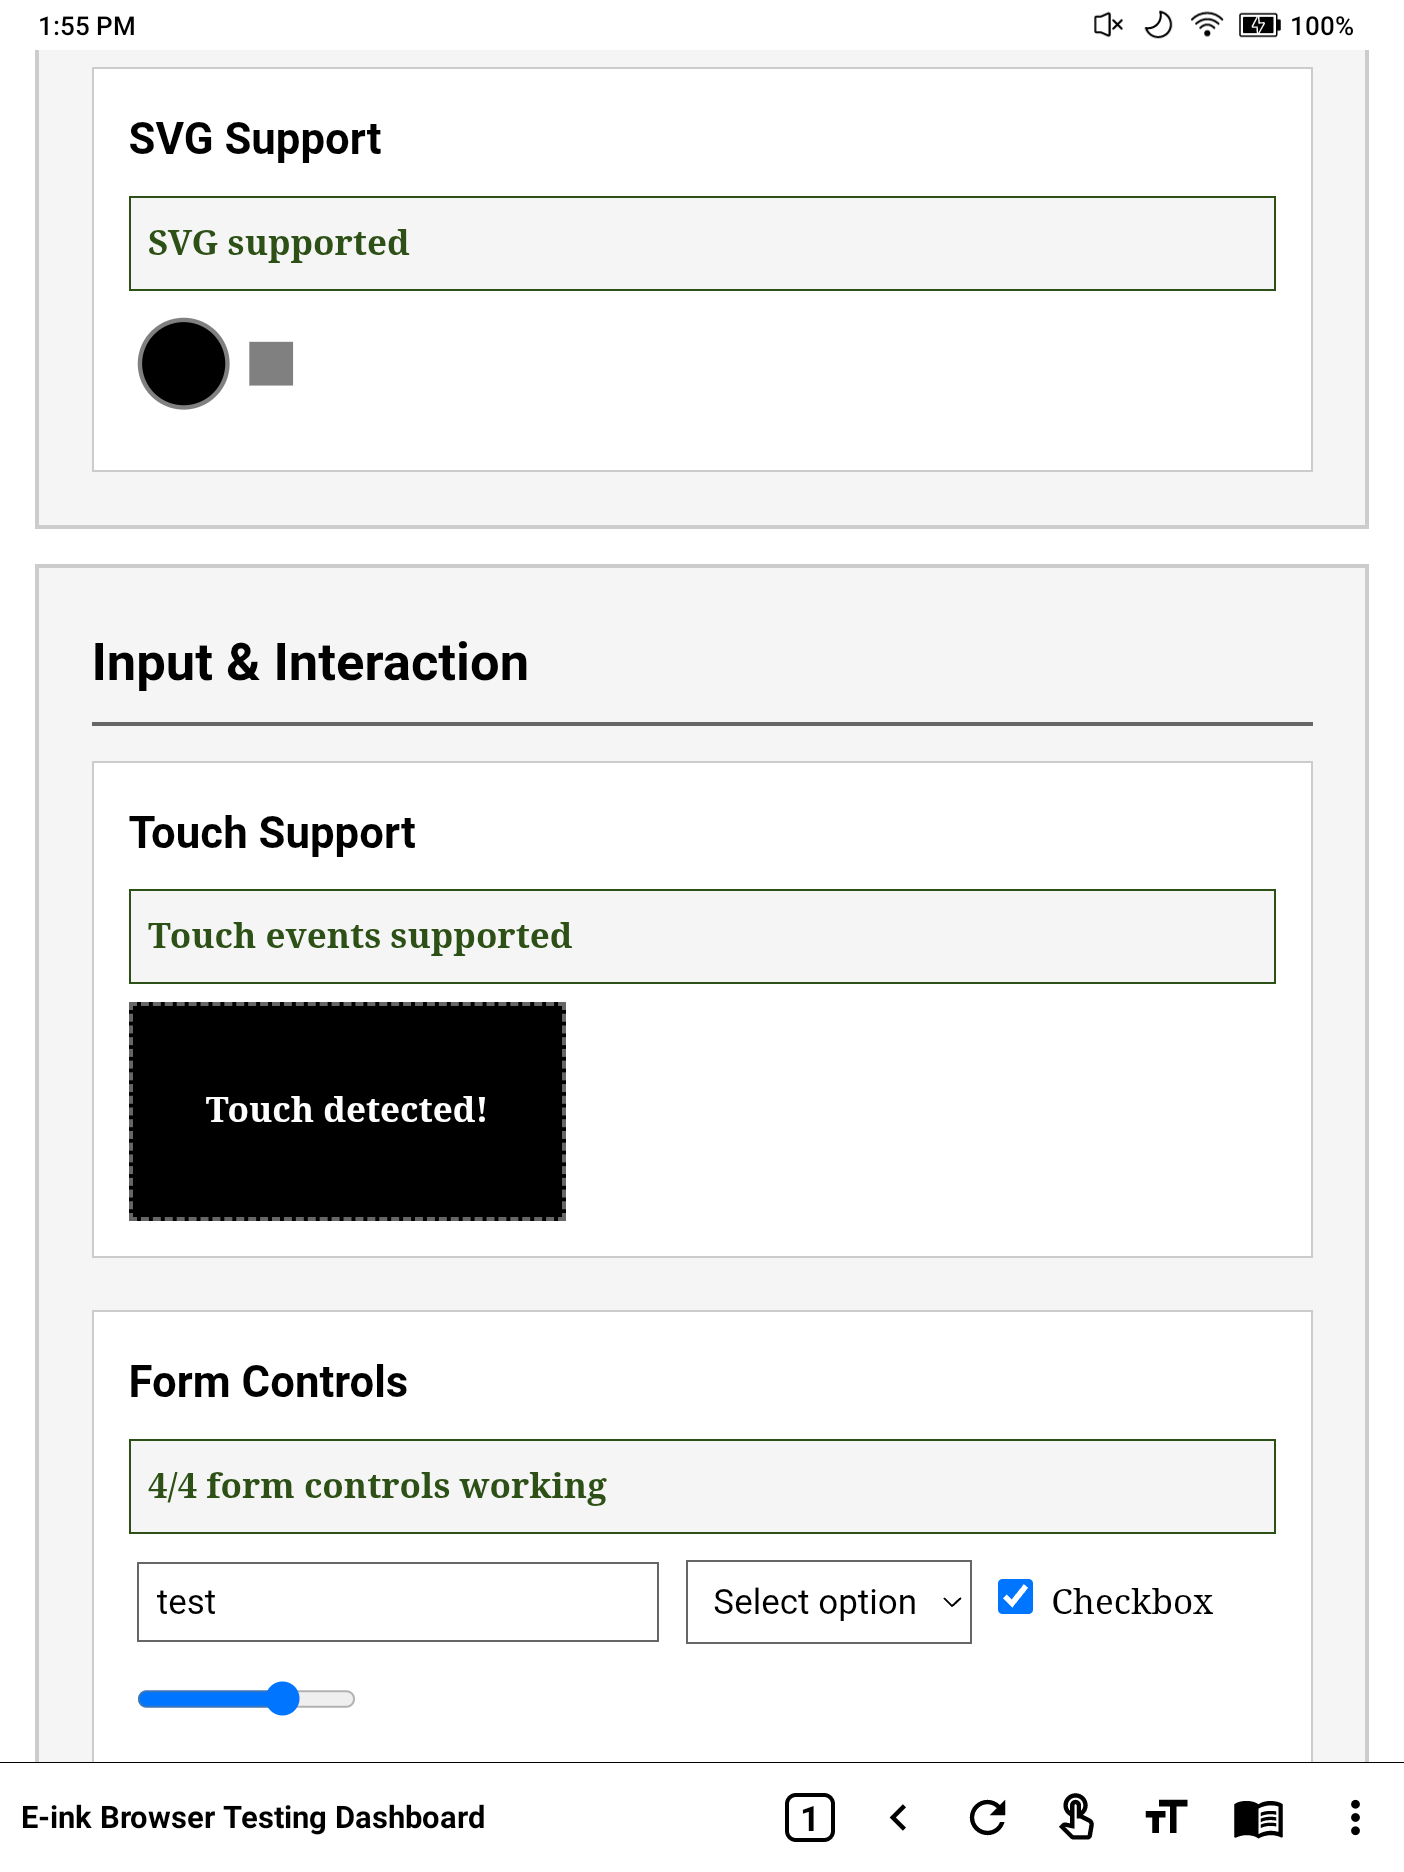 1:55 PM
100%
SVG Support
SVG supported
Input & Interaction
Touch Support
Touch events supported
Touch detected!
Form Controls
4/4 form controls working
test
Select option
Checkbox
E-ink Browser Testing Dashboard
1
TT